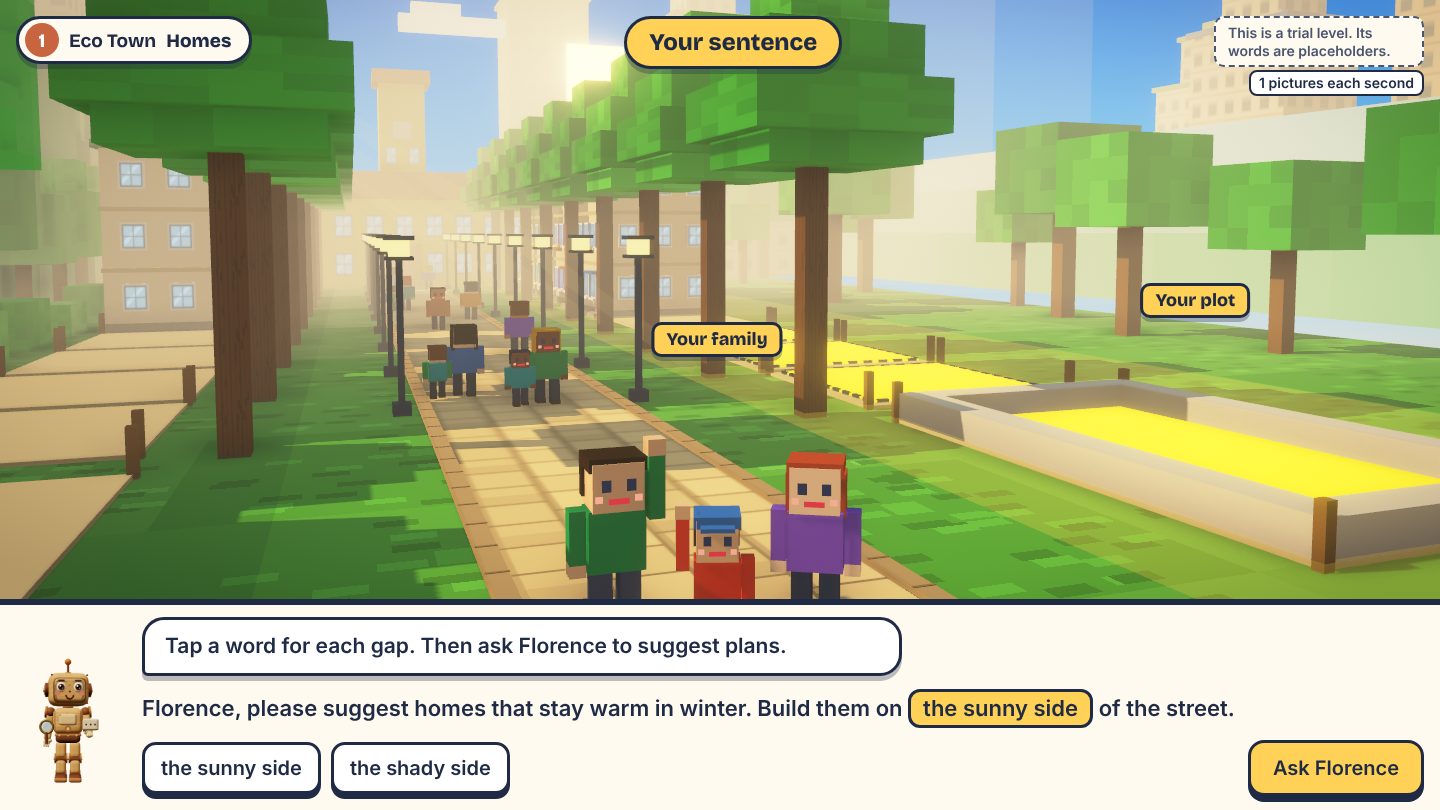 1 Eco Town Homes
Your sentence
This is a trial level. Its
words are placeholders.
1 pictures each second
Your plot
Your family
Tap a word for each gap. Then ask Florence to suggest plans.
Florence, please suggest homes that stay warm in winter. Build them on the sunny side of the street.
the sunny side
the shady side
Ask Florence